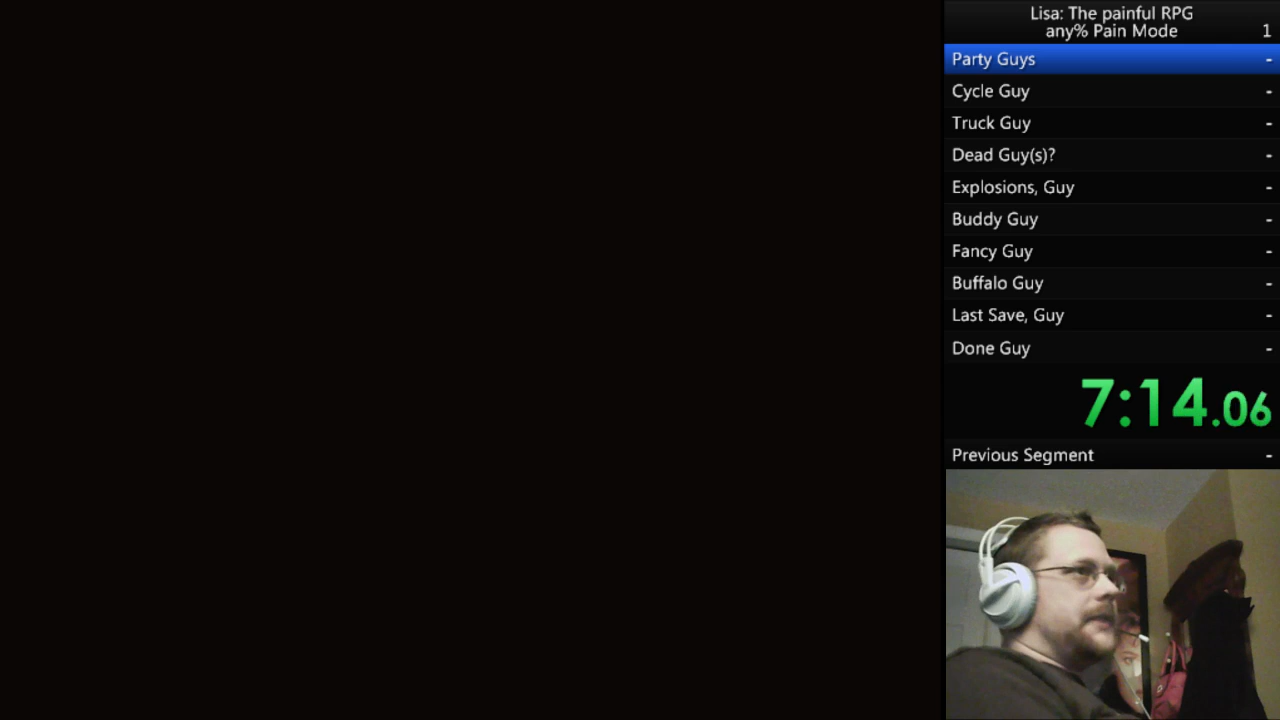 Lisa: The painful RPG
any% Pain Mode 1
Party Guys -
Cycle Guy -
Truck Guy -
Dead Guy(s)? -
Explosions, Guy -
Buddy Guy -
Fancy Guy -
Buffalo Guy -
Last Save, Guy -
Done Guy -
7:14.06
Previous Segment -